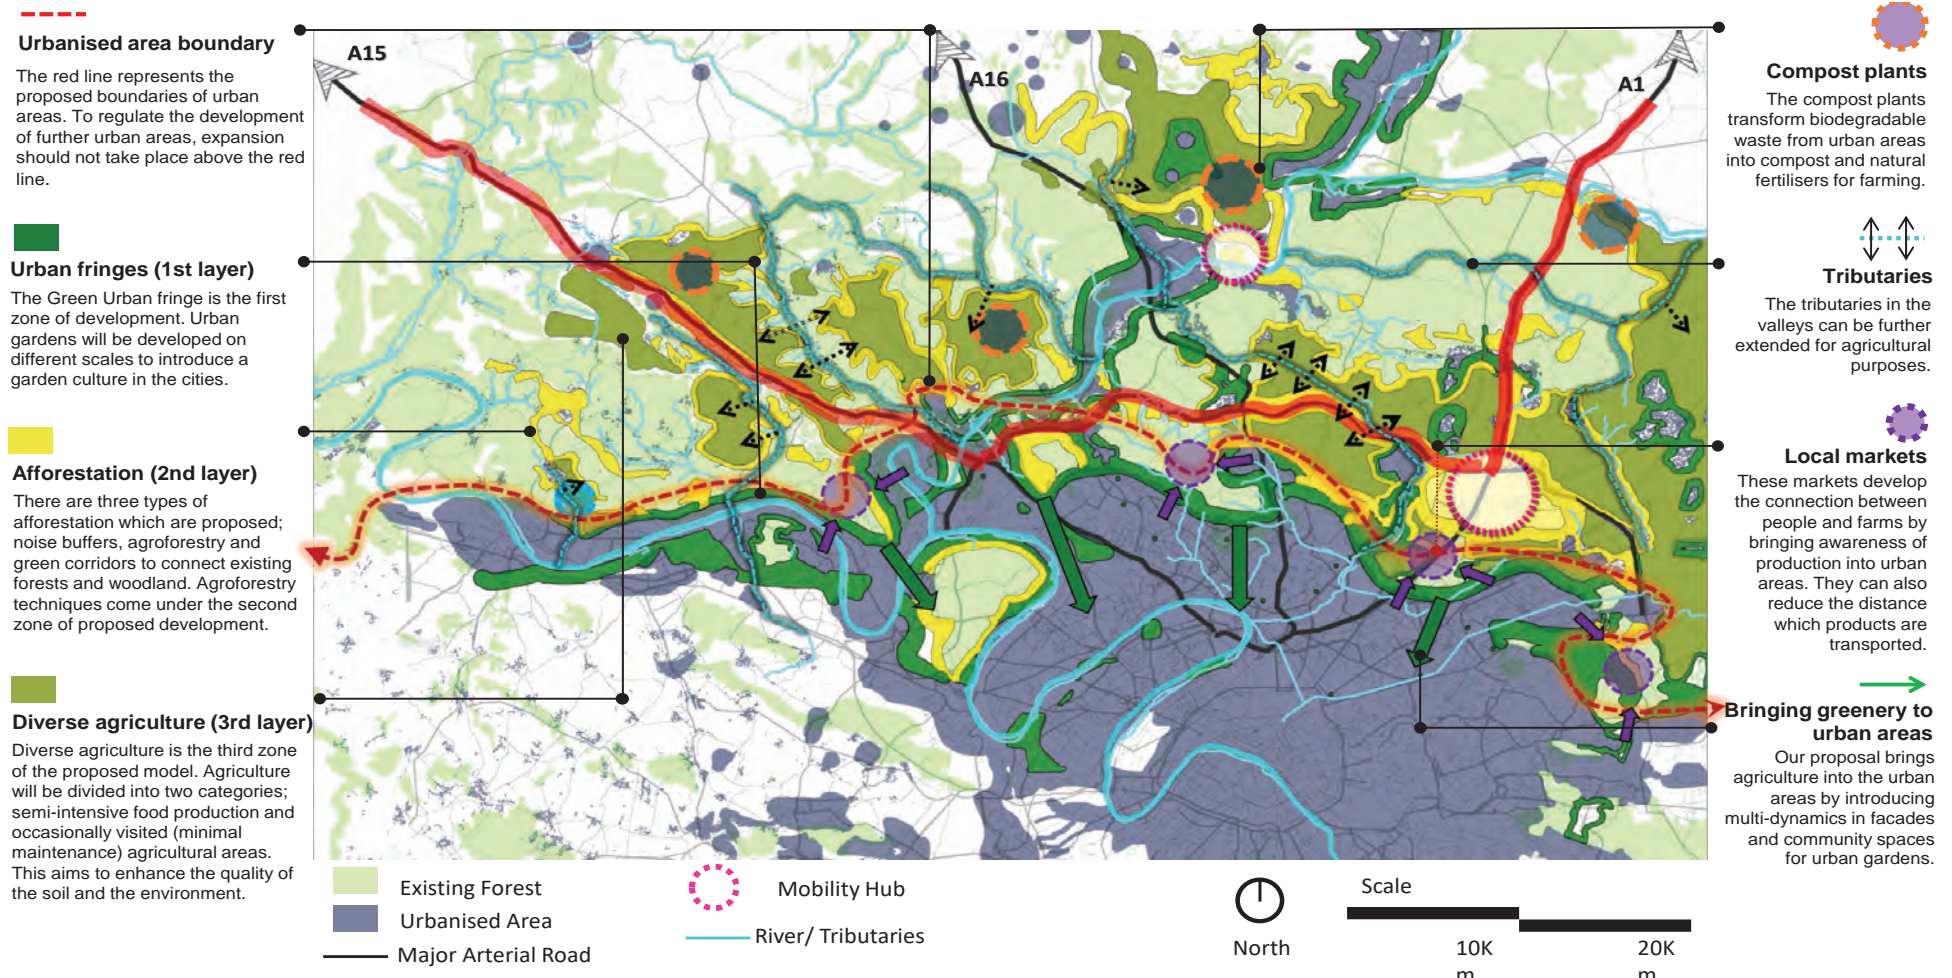 Urbanised area boundary
The red line represents the
proposed boundaries of urban
areas. To regulate the development
of further urban areas, expansion
should not take place above the red
line.
Urban fringes (1st layer)
The Green Urban fringe is the first
zone of development. Urban
gardens will be developed on
different scales to introduce a
garden culture in the cities.
Afforestation (2nd layer)
There are three types of
afforestation which are proposed;
noise buffers, agroforestry and
green corridors to connect existing
forests and woodland. Agroforestry
techniques come under the second
zone of proposed development.
Diverse agriculture (3rd layer)
Diverse agriculture is the third zone
of the proposed model. Agriculture
will be divided into two categories;
semi-intensive food production and
occasionally visited (minimal
maintenance) agricultural areas.
This aims to enhance the quality of
the soil and the environment.
A15
A16
A1
Compost plants
The compost plants
transform biodegradable
waste from urban areas
into compost and natural
fertilisers for farming.
Tributaries
The tributaries in the
valleys can be further
extended for agricultural
purposes.
Local markets
These markets develop
the connection between
people and farms by
bringing awareness of
production into urban
areas. They can also
reduce the distance
which products are
transported.
Bringing greenery to
urban areas
Our proposal brings
agriculture into the urban
areas by introducing
multi-dynamics in facades
and community spaces
for urban gardens.
Existing Forest
Urbanised Area
Major Arterial Road
Mobility Hub
River/ Tributaries
North
Scale
10K
m
20K
m